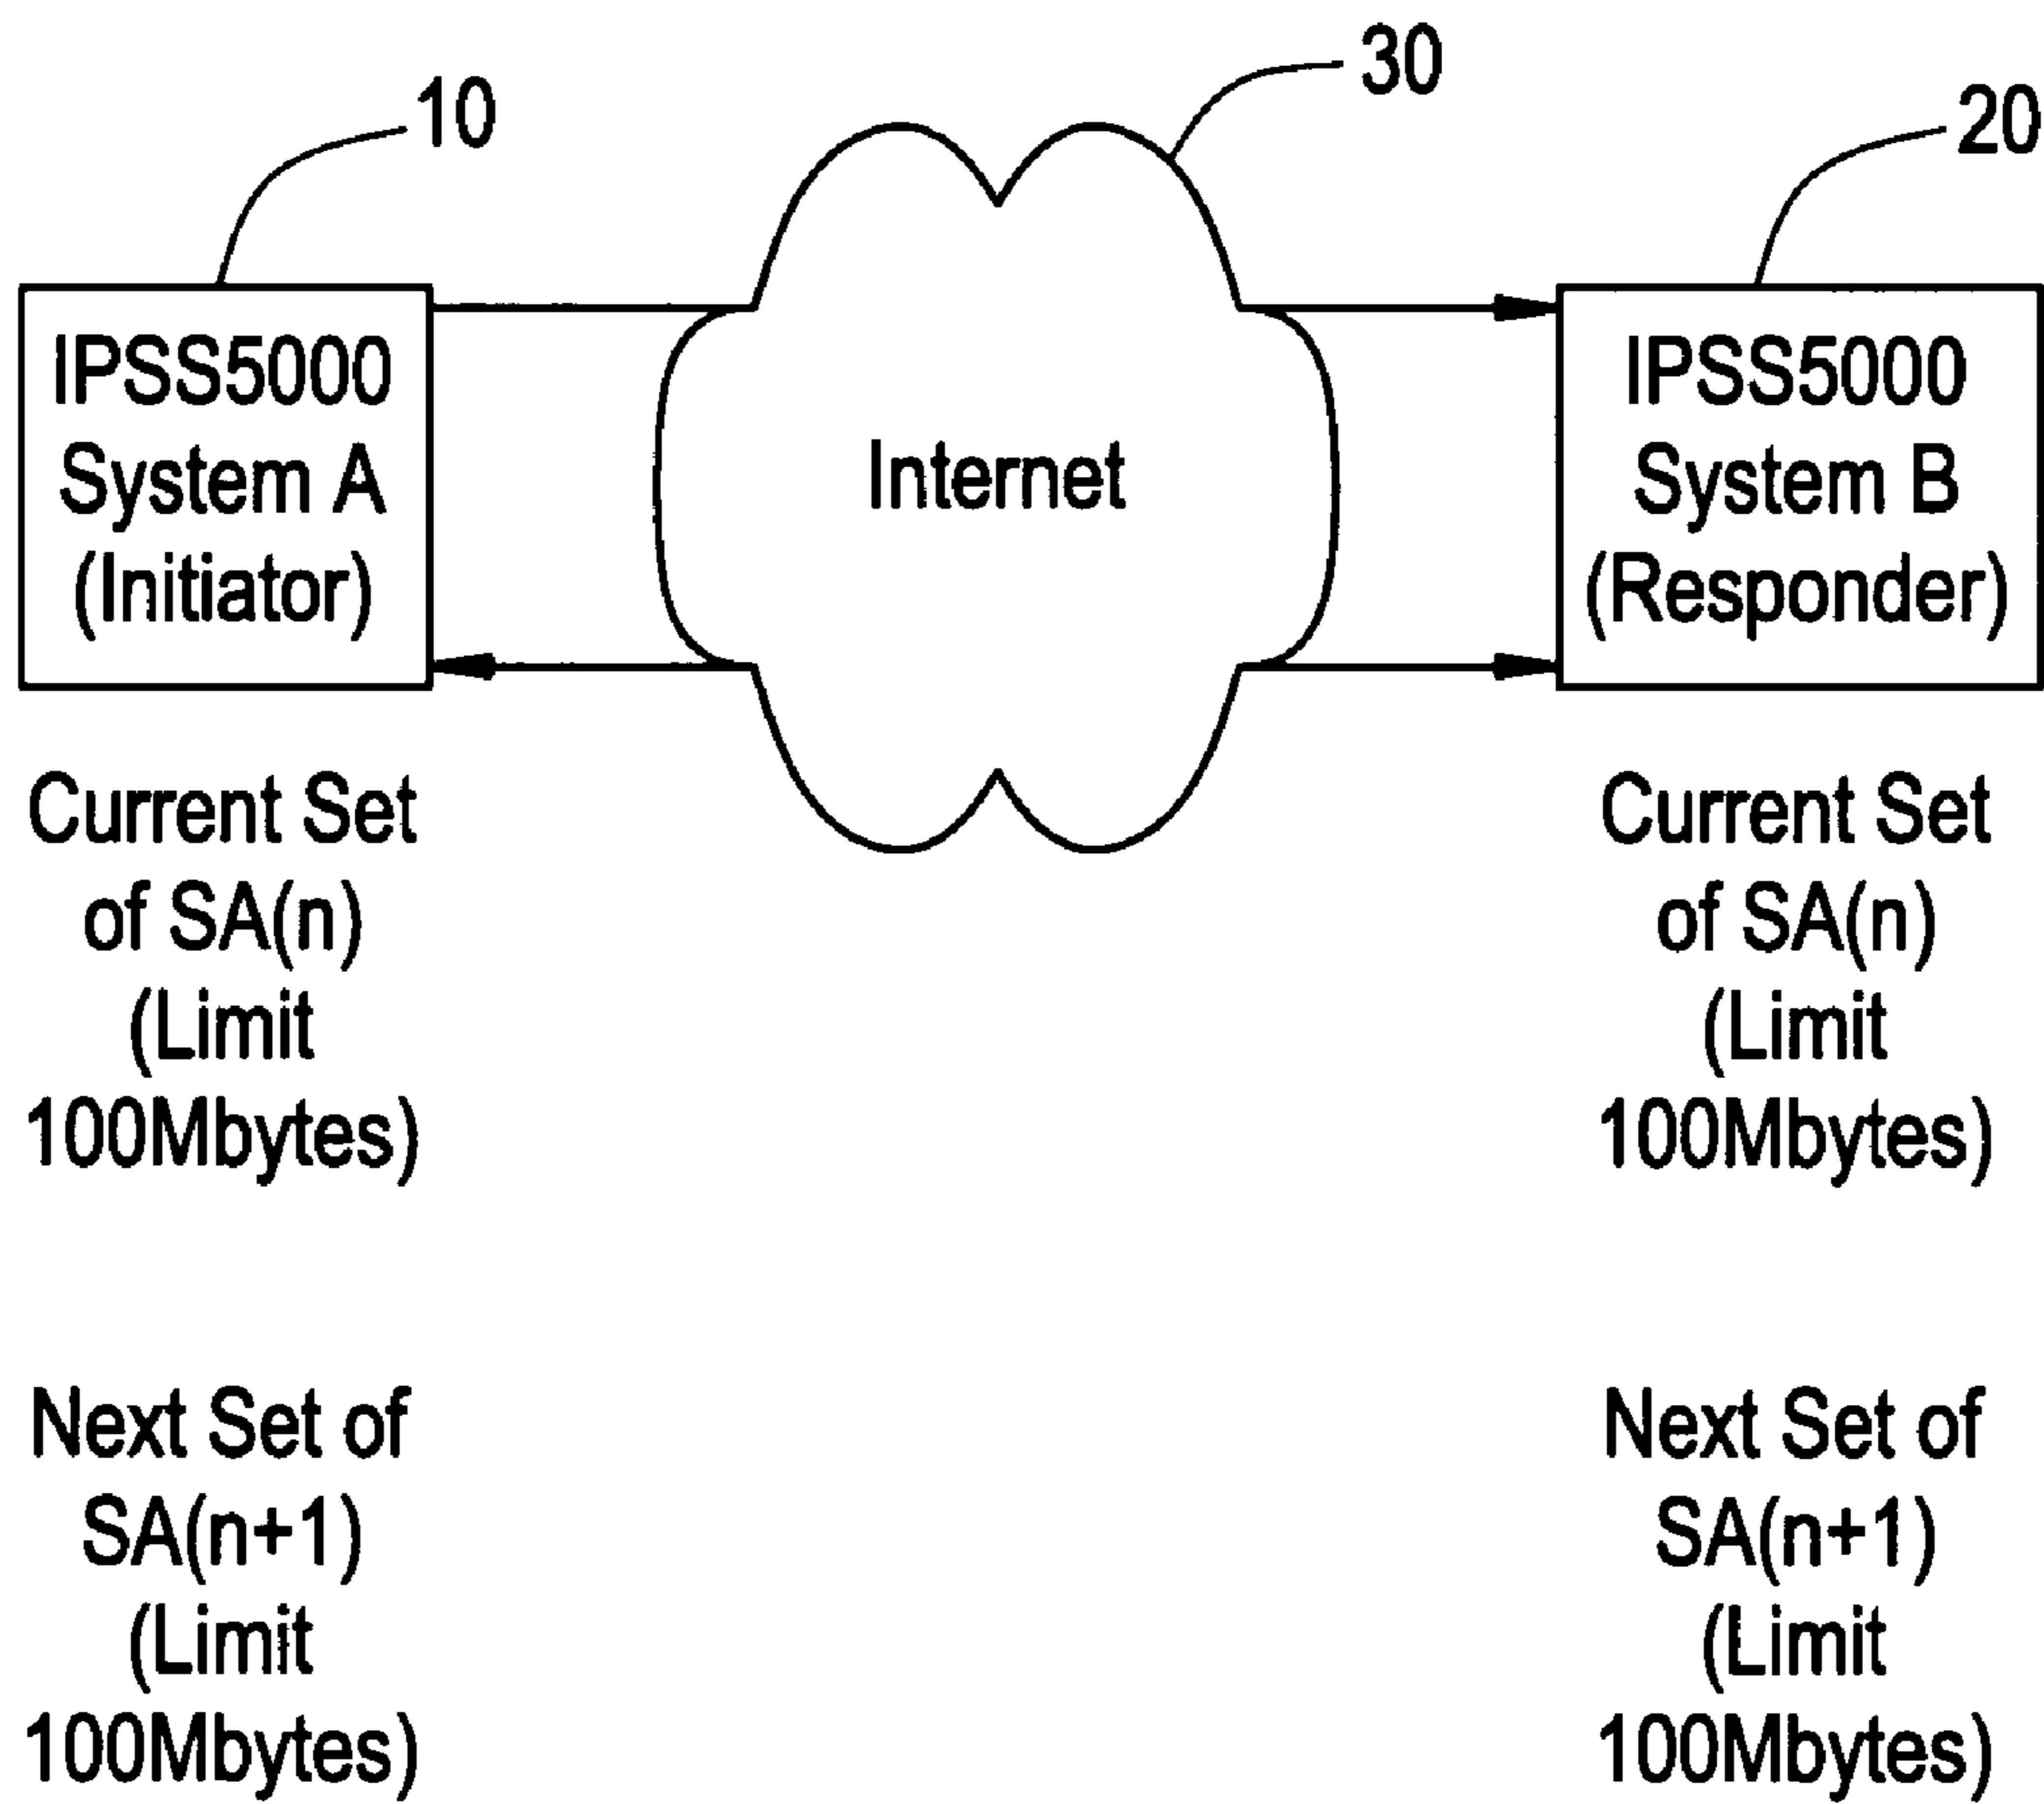 30
10
20
IPSS5000
System A
(Initiator)
Internet
IPSS5000
System B
(Responder)
Current Set
of SA(n)
(Limit
100Mbytes)
Current Set
of SA(n)
(Limit
100Mbytes)
Next Set of
SA(n+1)
(Limit
100Mbytes)
Next Set of
SA(n+1)
(Limit
100Mbytes)